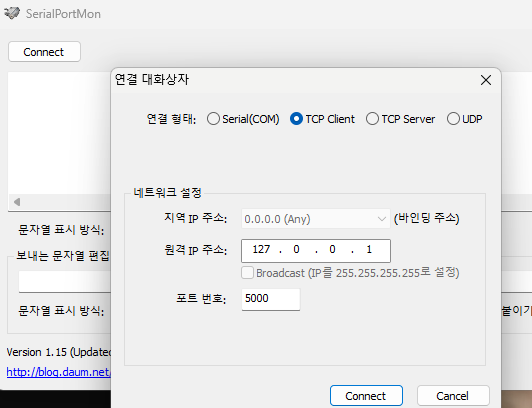 SerialPortMon
Connect
연결 대화상자
연결 형태: Serial(COM) TCP Client TCP Server UDP
네트워크 설정
지역 IP 주소: 0.0.0.0 (Any) (바인딩 주소)
원격 IP 주소: 127 . 0 . 0 . 1
Broadcast (IP를 255.255.255.255로 설정)
포트 번호: 5000
문자열 표시 방식:
보내는 문자열 편집
문자열 표시 방식:
붙이기
Version 1.15 (Updated
http://blog.daum.net/
Connect Cancel